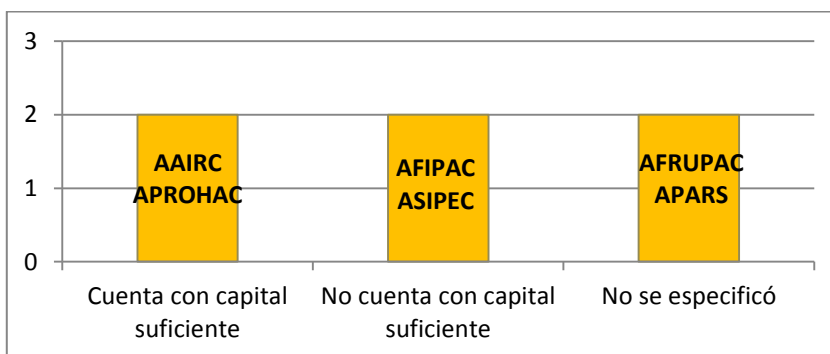 3
2
1
0
AAIRC
APROHAC
AFIPAC
ASIPEC
AFRUPAC
APARS
Cuenta con capital
suficiente
No cuenta con capital
suficiente
No se especificó